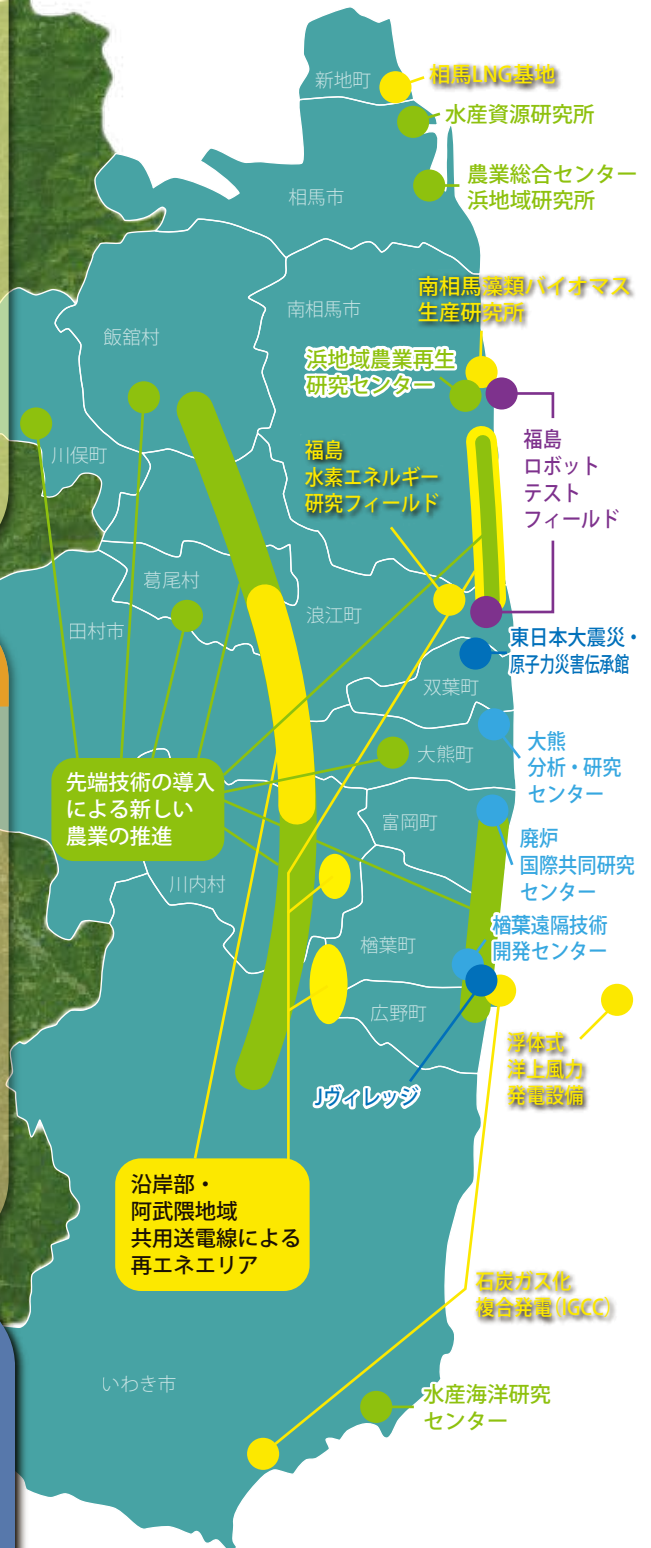 新地町
相馬LNG基地
水産資源研究所
農業総合センター
浜地域研究所
相馬市
南相馬藻類バイオマス
生産研究所
南相馬市
飯舘村
浜地域農業再生
研究センター
川俣町
福島
水素エネルギー
研究フィールド
福島
ロボット
テスト
フィールド
葛尾村
浪江町
田村市
東日本大震災・
原子力災害伝承館
双葉町
大熊町
大熊
分析・研究
センター
先端技術の導入
による新しい
農業の推進
富岡町
廃炉
国際共同研究
センター
川内村
楢葉町
楢葉遠隔技術
開発センター
広野町
浮体式
洋上風力
発電設備
Jヴィレッジ
沿岸部・
阿武隈地域
共用送電線による
再エネエリア
石炭ガス化
複合発電(IGCC)
いわき市
水産海洋研究
センター